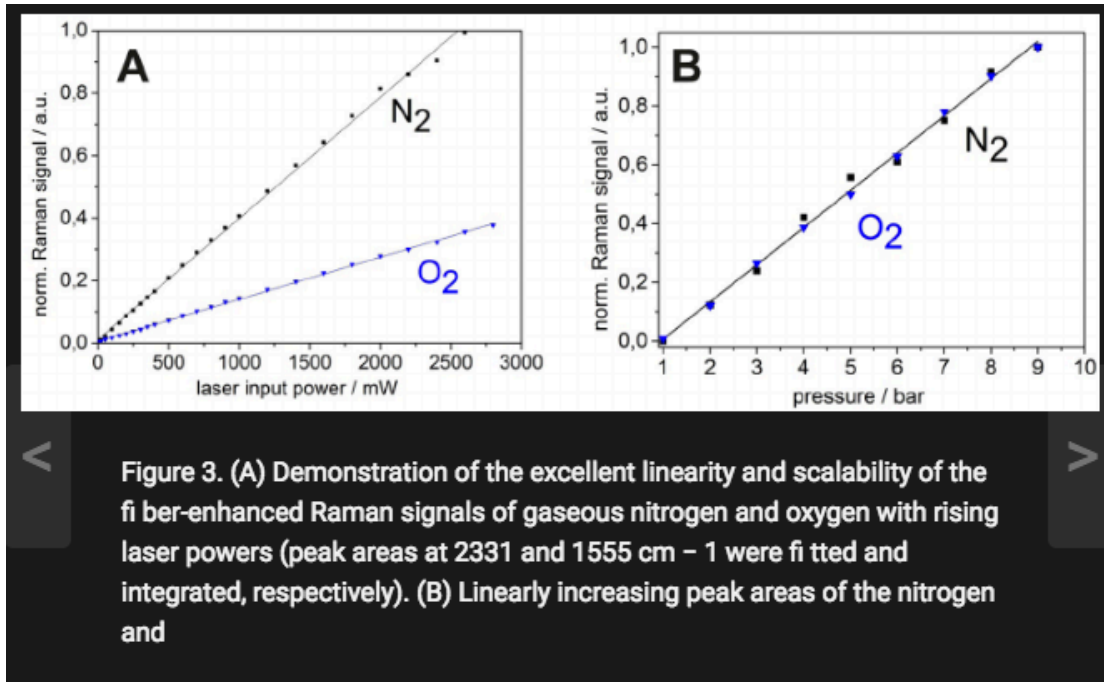 A
N2
O2
norm. Raman signal / a.u.
1,0
0,8
0,6
0,4
0,2
0,0
0 500 1000 1500 2000 2500 3000
laser input power / mW
B
N2
O2
norm. Raman signal / a.u.
1,0
0,8
0,6
0,4
0,2
0,0
1 2 3 4 5 6 7 8 9 10
pressure / bar
< >
Figure 3. (A) Demonstration of the excellent linearity and scalability of the
fi ber-enhanced Raman signals of gaseous nitrogen and oxygen with rising
laser powers (peak areas at 2331 and 1555 cm − 1 were fi tted and
integrated, respectively). (B) Linearly increasing peak areas of the nitrogen
and